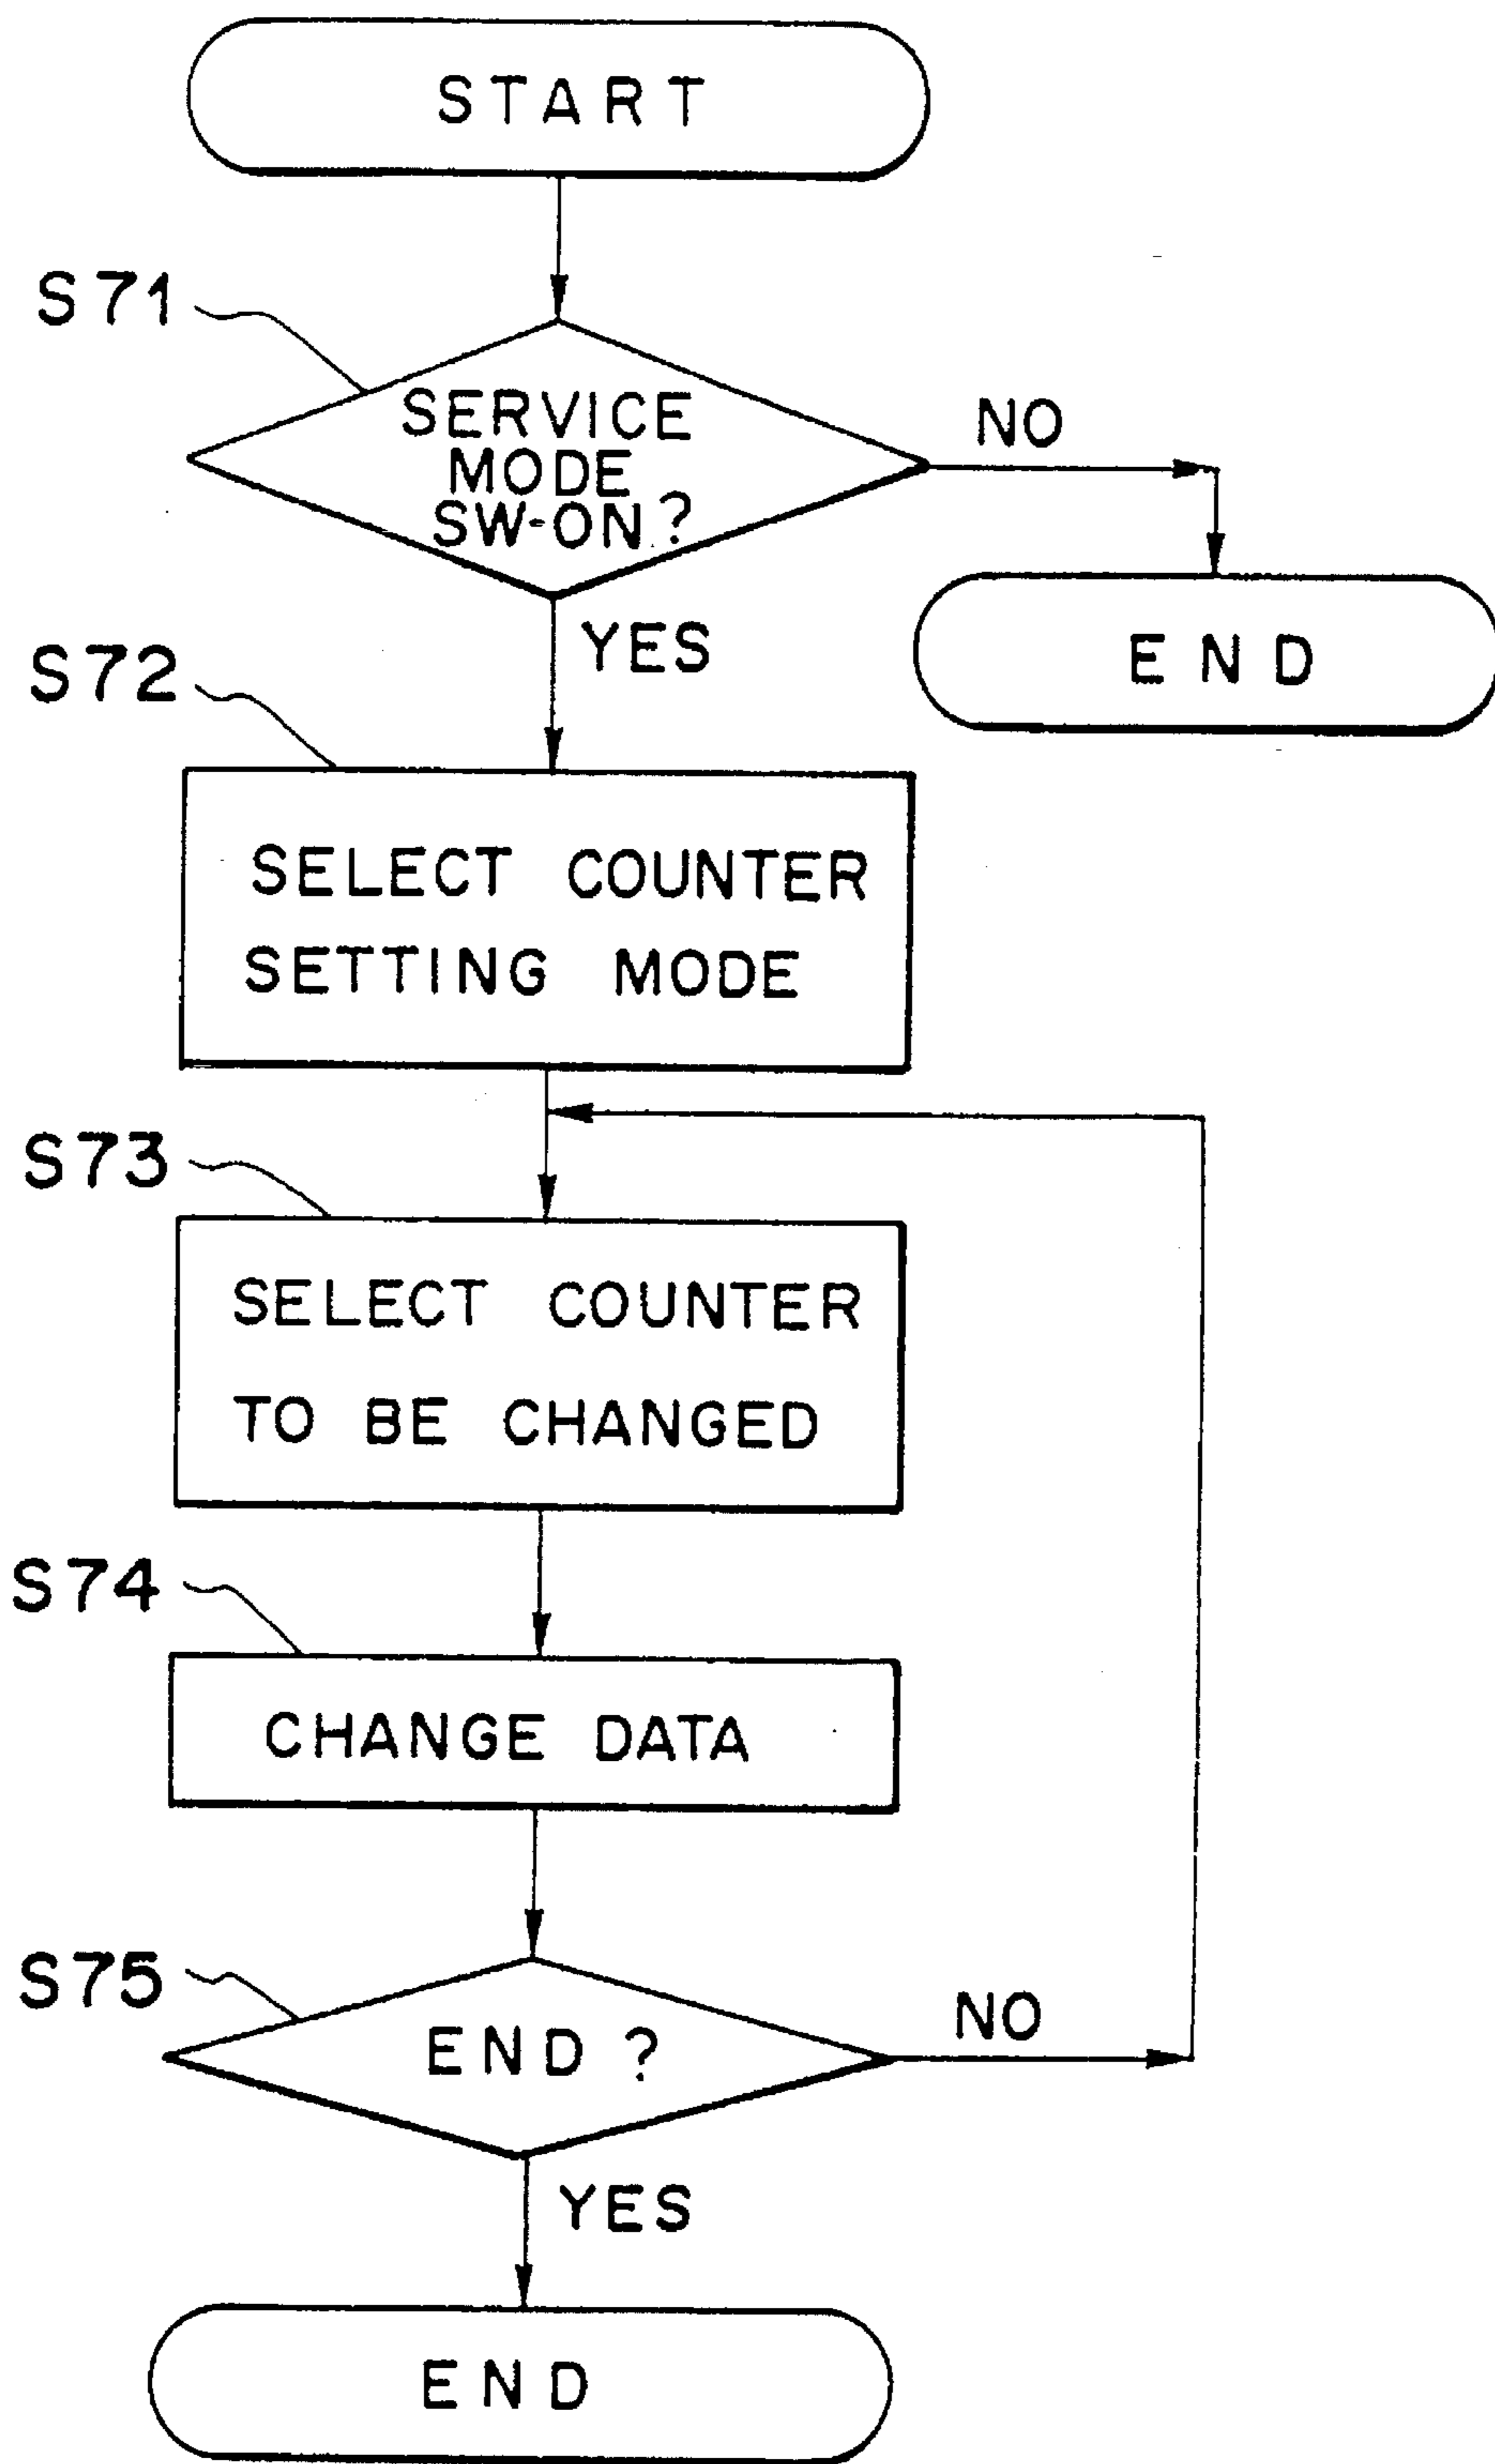 START
S71
SERVICE
MODE
SW-ON?
NO
END
YES
S72
SELECT COUNTER
SETTING MODE
S73
SELECT COUNTER
TO BE CHANGED
S74
CHANGE DATA
S75
END?
NO
YES
END